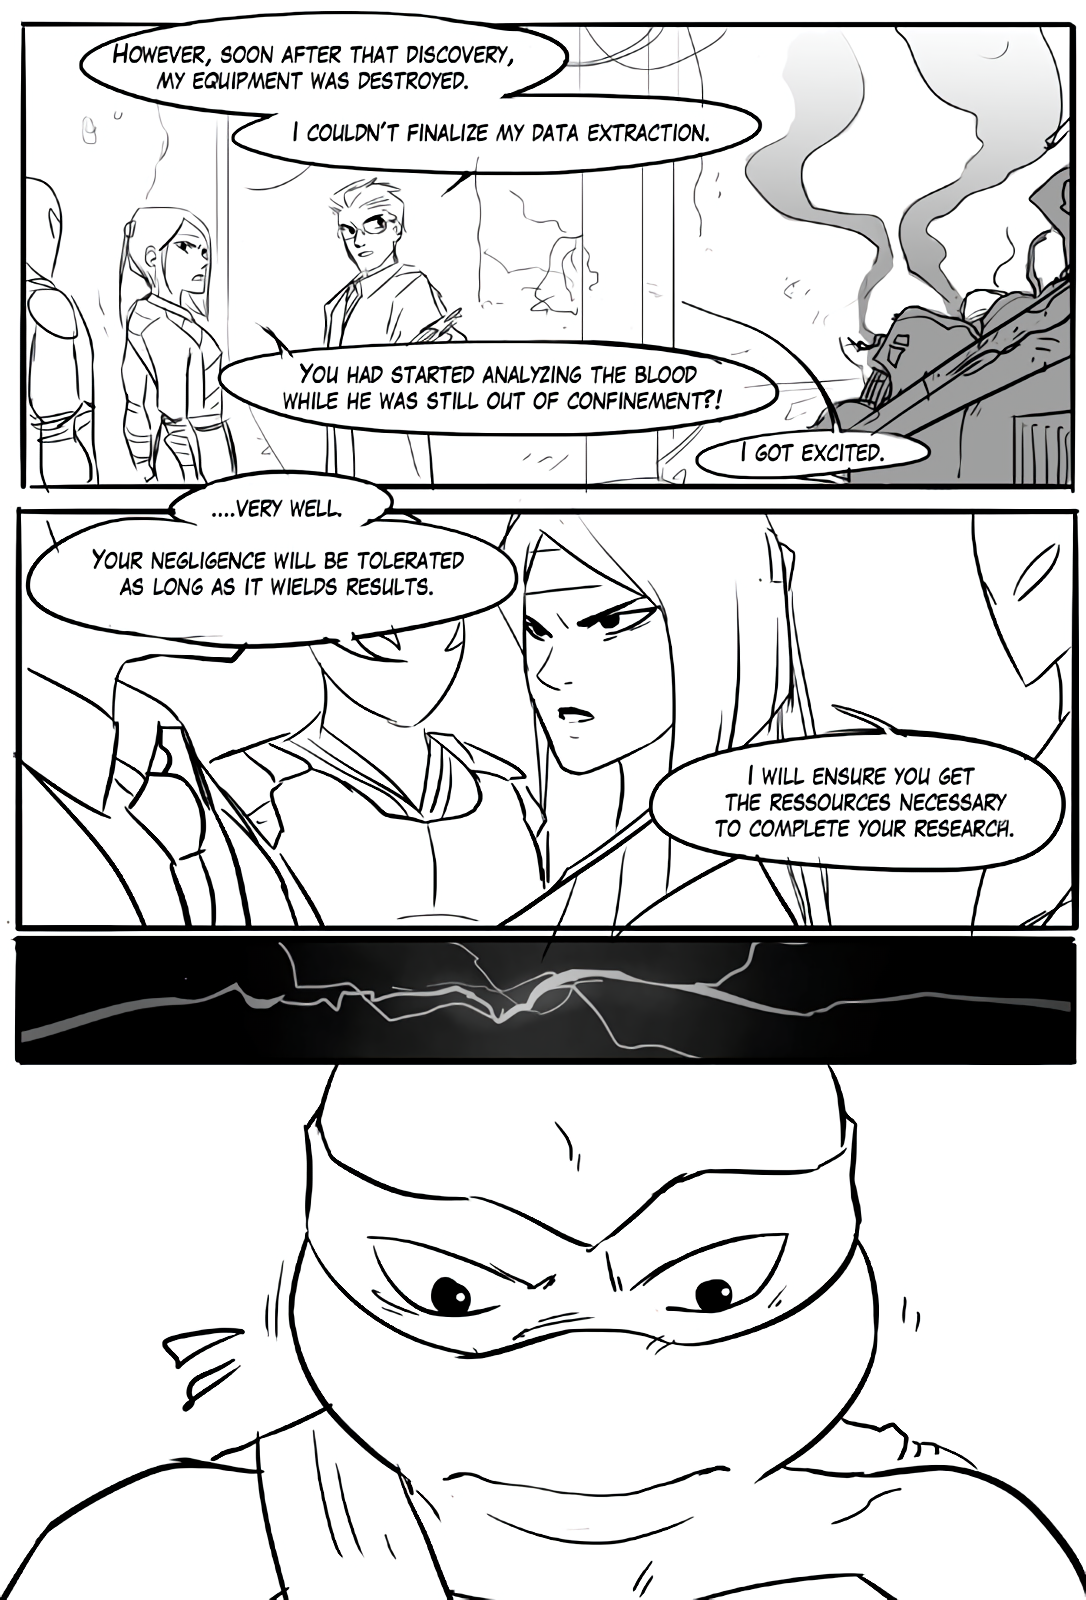 HOWEVER, SOON AFTER THAT DISCOVERY,
MY EQUIPMENT WAS DESTROYED.
I COULDN'T FINALIZE MY DATA EXTRACTION.
YOU HAD STARTED ANALYZING THE BLOOD
WHILE HE WAS STILL OUT OF CONFINEMENT?!
I GOT EXCITED.
....VERY WELL.
YOUR NEGLIGENCE WILL BE TOLERATED
AS LONG AS IT WIELDS RESULTS.
I WILL ENSURE YOU GET
THE RESSOURCES NECESSARY
TO COMPLETE YOUR RESEARCH.